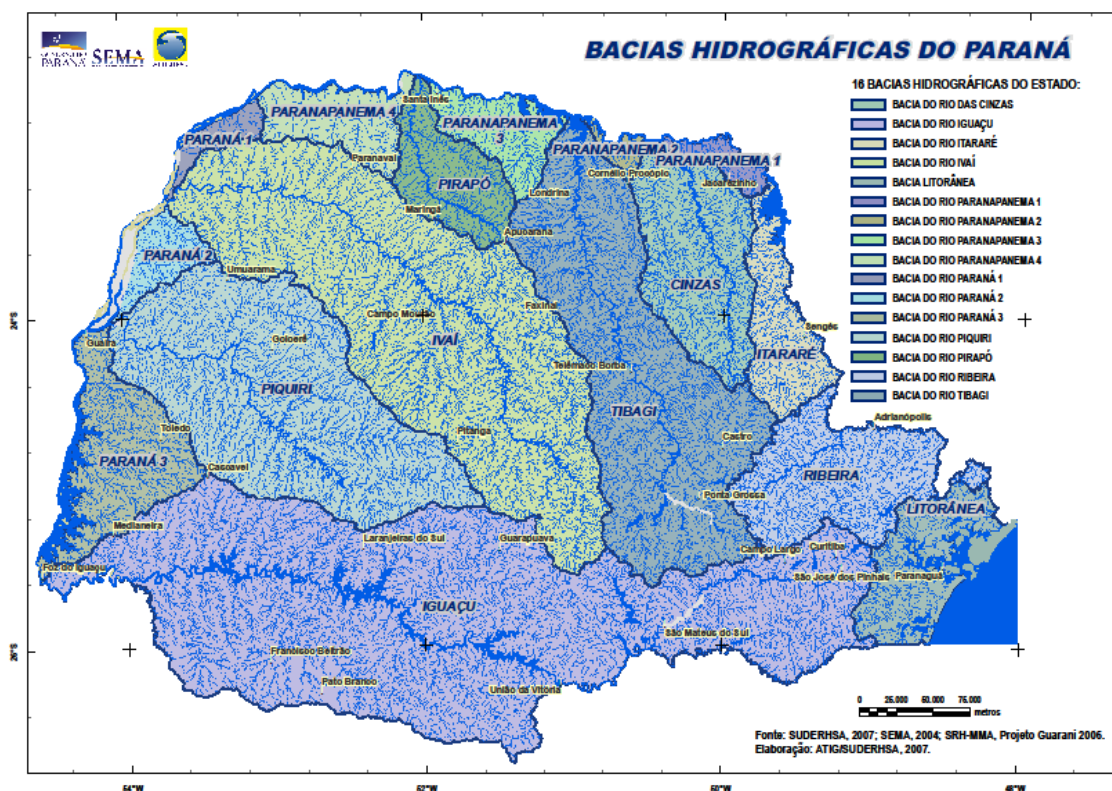 PARANÁ
SEMA
BACIAS HIDROGRÁFICAS DO PARANÁ
16 BACIAS HIDROGRÁFICAS DO ESTADO:
BACIA DO RIO DAS CINZAS
BACIA DO RIO IGUAÇU
BACIA DO RIO ITARARÉ
BACIA DO RIO IVAÍ
BACIA LITORÂNEA
BACIA DO RIO PARANAPANEMA 1
BACIA DO RIO PARANAPANEMA 2
BACIA DO RIO PARANAPANEMA 3
BACIA DO RIO PARANAPANEMA 4
BACIA DO RIO PARANÁ 1
BACIA DO RIO PARANÁ 2
BACIA DO RIO PARANÁ 3
BACIA DO RIO PIQUIRI
BACIA DO RIO PIRAPÓ
BACIA DO RIO RIBEIRA
BACIA DO RIO TIBAGI
Santa Inês
PARANAPANEMA 4
PARANAPANEMA
3
PARANÁ 1
PARANAPANEMA 2
PARANAPANEMA 1
Paranavaí
Cornélio Procópio
Jacarezinho
PIRAPÓ
Londrina
Maringá
Apucarana
PARANÁ 2
Umuarama
CINZAS
Faxinal
Campo Mourão
24°S
Goioerê
Sengés
Guaíra
IVAÍ
ITARARÉ
Telêmaco Borba
PIQUIRI
TIBAGI
Adrianópolis
Toledo
Pitanga
Castro
PARANÁ 3
Cascavel
RIBEIRA
Ponta Grossa
LITORÂNEA
Medianeira
Laranjeiras do Sul
Guarapuava
Campo Largo
Curitiba
Foz do Iguaçu
São José dos Pinhais
Paranaguá
IGUAÇU
São Mateus do Sul
26°S
Francisco Beltrão
Pato Branco
União da Vitória
0 25.000 50.000 75.000
metros
Fonte: SUDERHSA, 2007; SEMA, 2004; SRH-MMA, Projeto Guarani 2006.
Elaboração: ATIG/SUDERHSA, 2007.
54°W 52°W 50°W 48°W